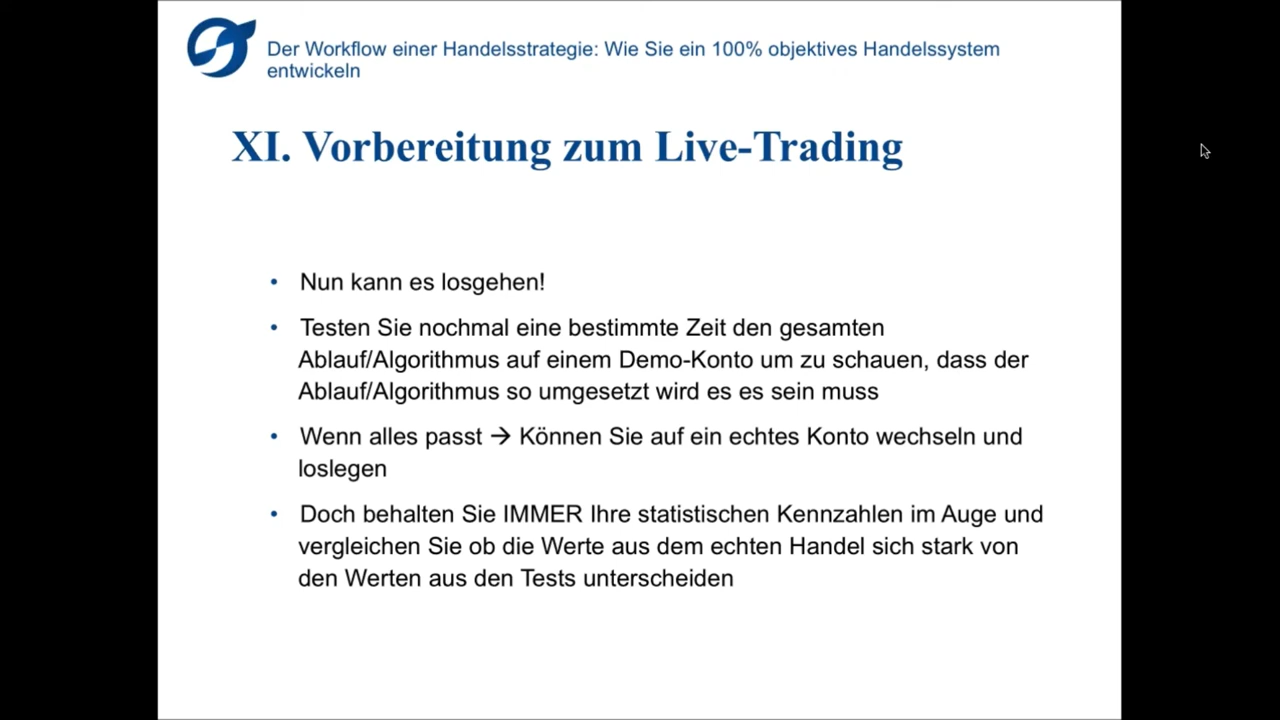 Der Workflow einer Handelsstrategie: Wie Sie ein 100% objektives Handelssystem
entwickeln
XI. Vorbereitung zum Live-Trading
• Nun kann es losgehen!
• Testen Sie nochmal eine bestimmte Zeit den gesamten
Ablauf/Algorithmus auf einem Demo-Konto um zu schauen, dass der
Ablauf/Algorithmus so umgesetzt wird es es sein muss
• Wenn alles passt → Können Sie auf ein echtes Konto wechseln und
loslegen
• Doch behalten Sie IMMER Ihre statistischen Kennzahlen im Auge und
vergleichen Sie ob die Werte aus dem echten Handel sich stark von
den Werten aus den Tests unterscheiden